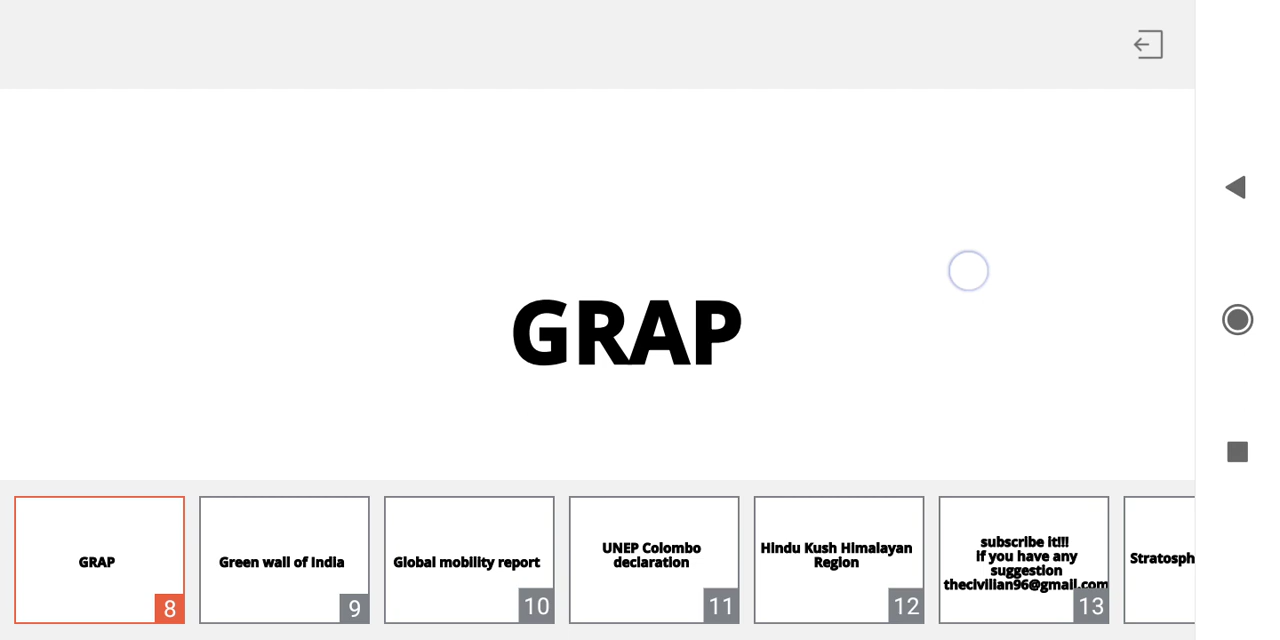 GRAP
GRAP
8
Green wall of India
9
Global mobility report
10
UNEP Colombo
declaration
11
Hindu Kush Himalayan
Region
12
subscribe it!!!
if you have any
suggestion
thecivilian96@gmail.com
13
Stratosph